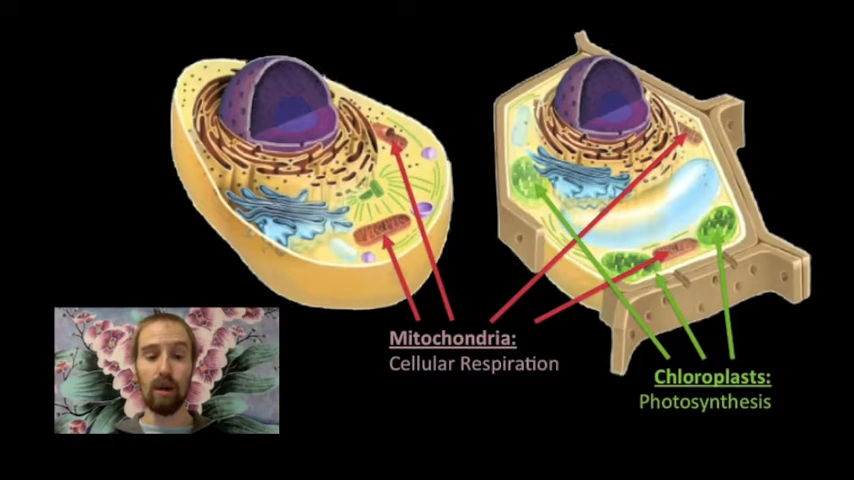 Mitochondria:
Cellular Respiration
Chloroplasts:
Photosynthesis